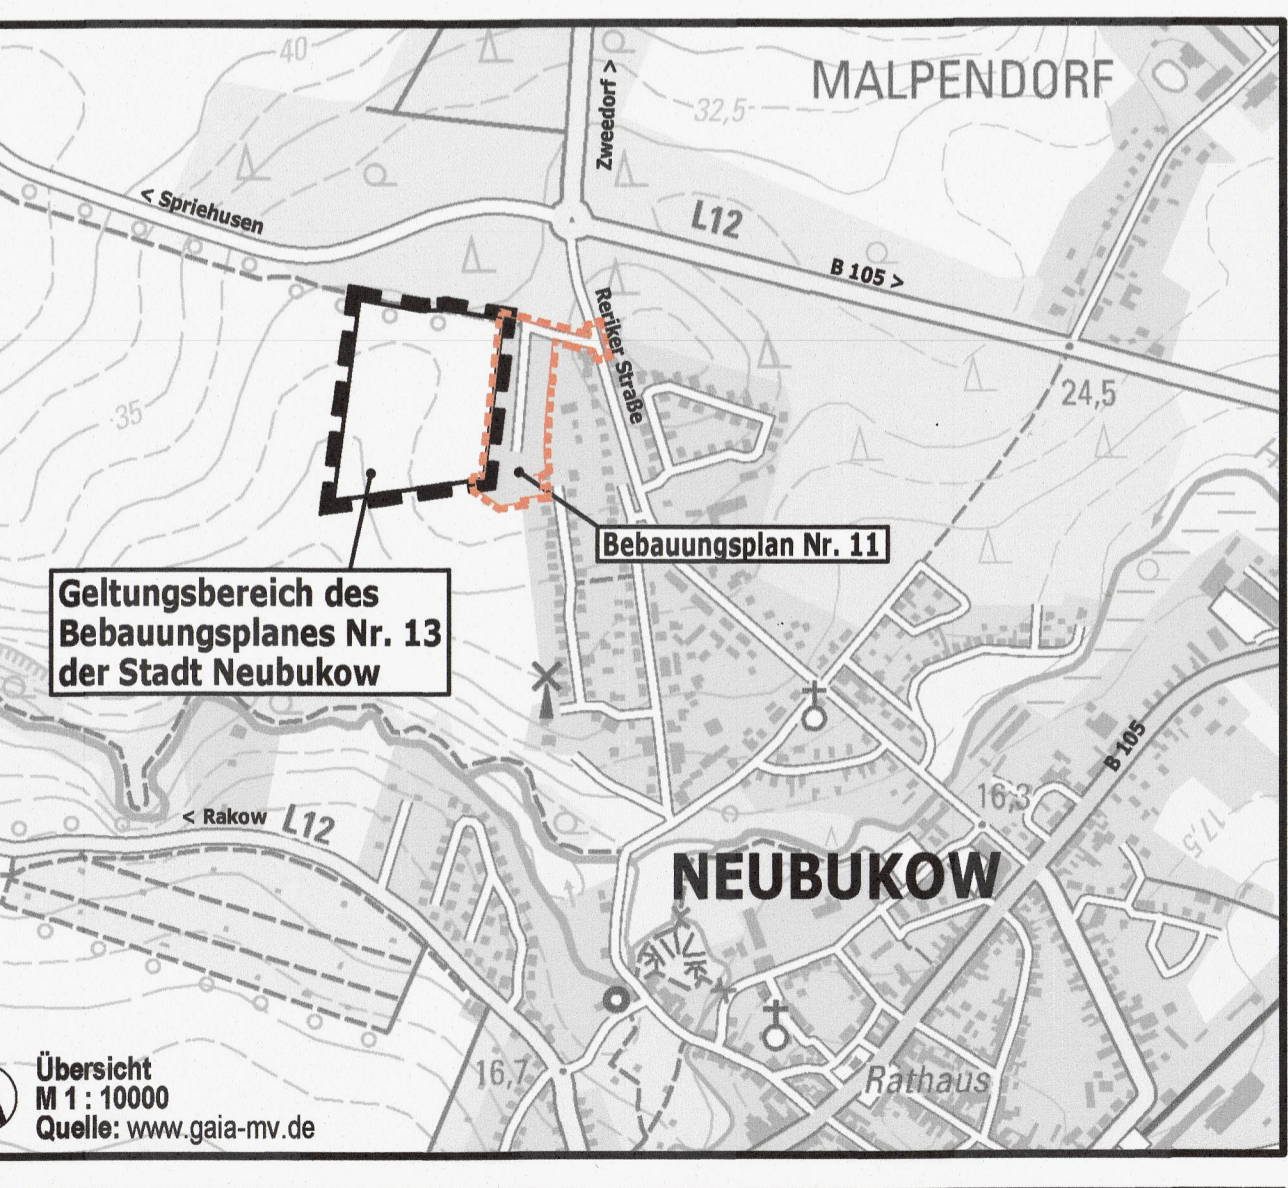 40
MALPENDORF
Zweedorf >
32,5
< Spriehusen
L12
B 105 >
Reriker Straße
24,5
35
Bebauungsplan Nr. 11
Geltungsbereich des
Bebauungsplanes Nr. 13
der Stadt Neubukow
B 105
16,3
17,5
< Rakow
L12
NEUBUKOW
Rathaus
16,7
Übersicht
M 1 : 10000
Quelle: www.gaia-mv.de